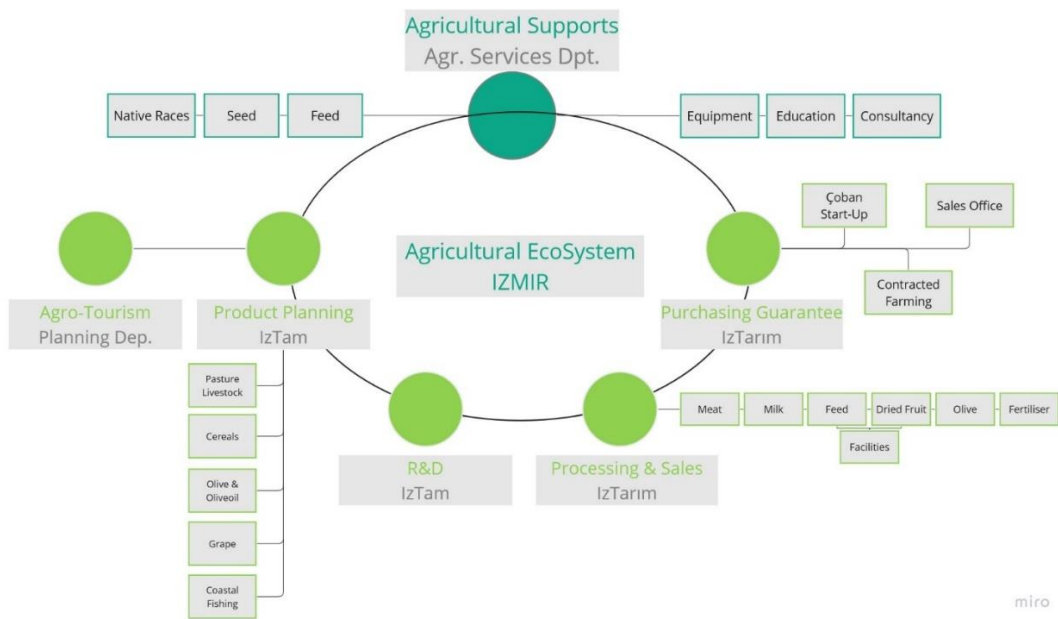 Agricultural Supports
Agr. Services Dpt.
Native Races
Seed
Feed
Equipment
Education
Consultancy
Çoban
Start-Up
Sales Office
Contracted
Farming
Agricultural EcoSystem
IZMIR
Agro-Tourism
Planning Dep.
Product Planning
IzTam
Purchasing Guarantee
IzTarım
Pasture
Livestock
Cereals
Olive &
Oliveoil
Grape
Coastal
Fishing
R&D
IzTam
Processing & Sales
IzTarım
Meat
Milk
Feed
Dried Fruit
Olive
Fertiliser
Facilities
miro